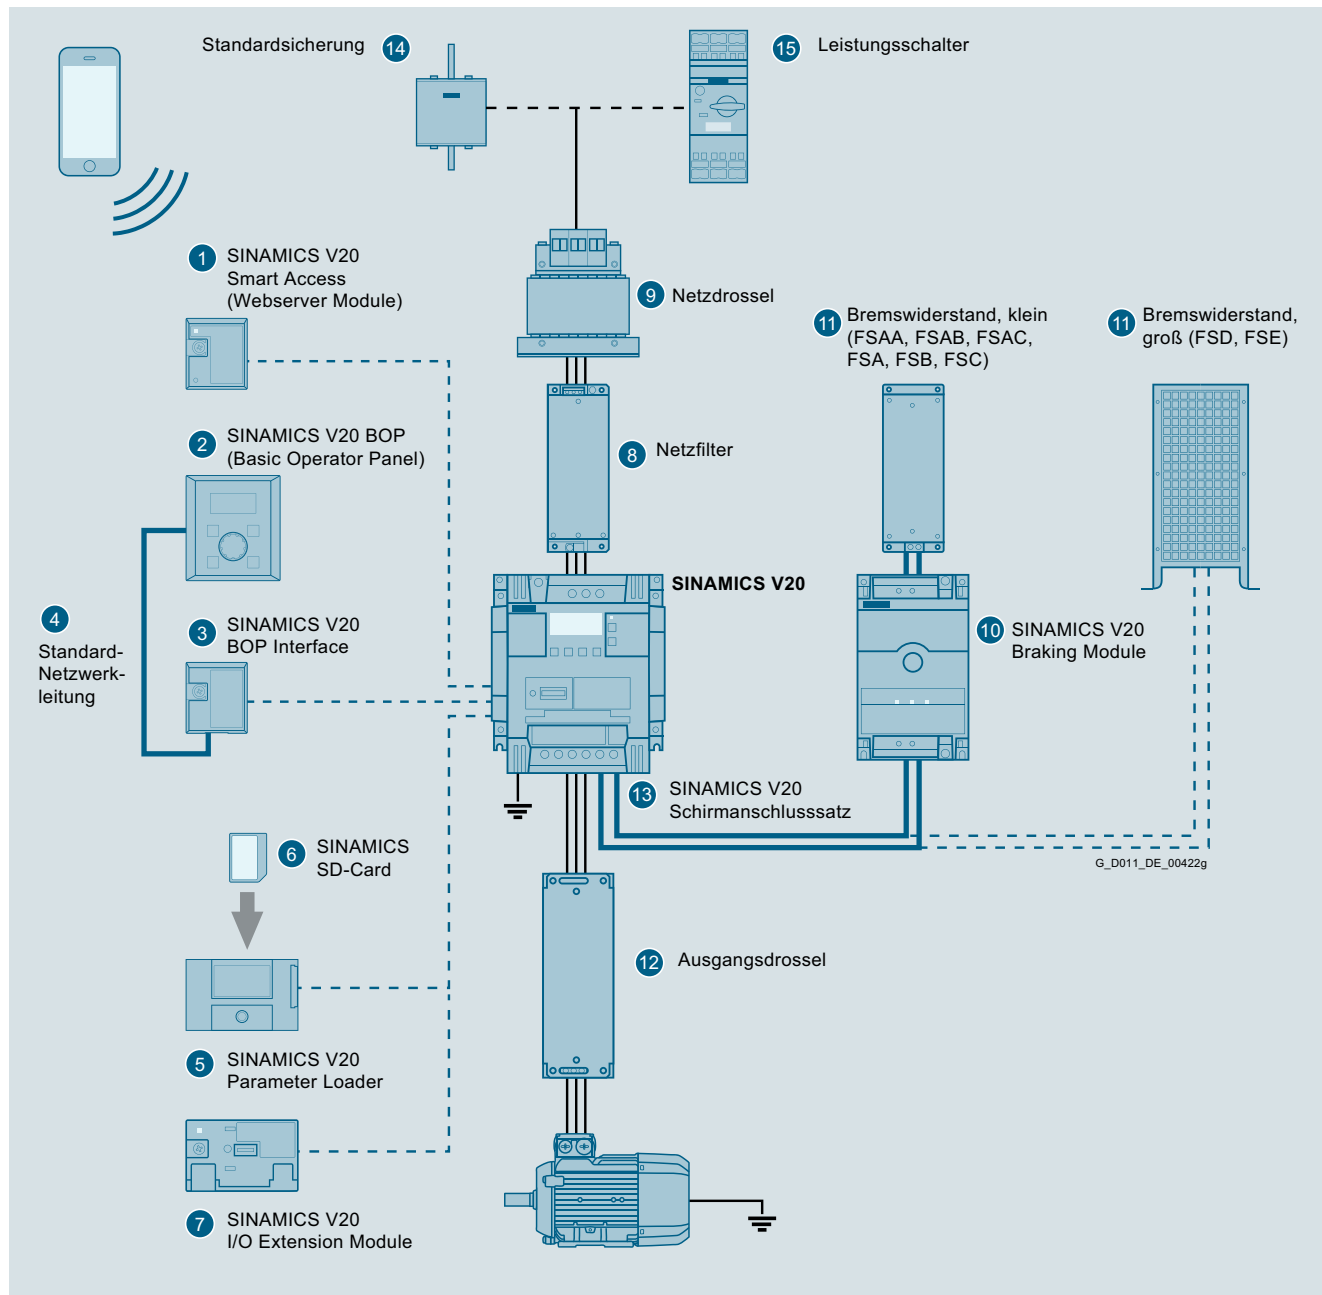 Standardsicherung 14
15 Leistungsschalter
1 SINAMICS V20
Smart Access
(Webserver Module)
9 Netzdrossel
11 Bremswiderstand, klein
(FSAA, FSAB, FSAC,
FSA, FSB, FSC)
11 Bremswiderstand,
groß (FSD, FSE)
2 SINAMICS V20 BOP
(Basic Operator Panel)
8 Netzfilter
SINAMICS V20
4
Standard-
Netzwerk-
leitung
3 SINAMICS V20
BOP Interface
10 SINAMICS V20
Braking Module
13 SINAMICS V20
Schirmanschlusssatz
6 SINAMICS
SD-Card
G_D011_DE_00422g
12 Ausgangsdrossel
5 SINAMICS V20
Parameter Loader
7 SINAMICS V20
I/O Extension Module